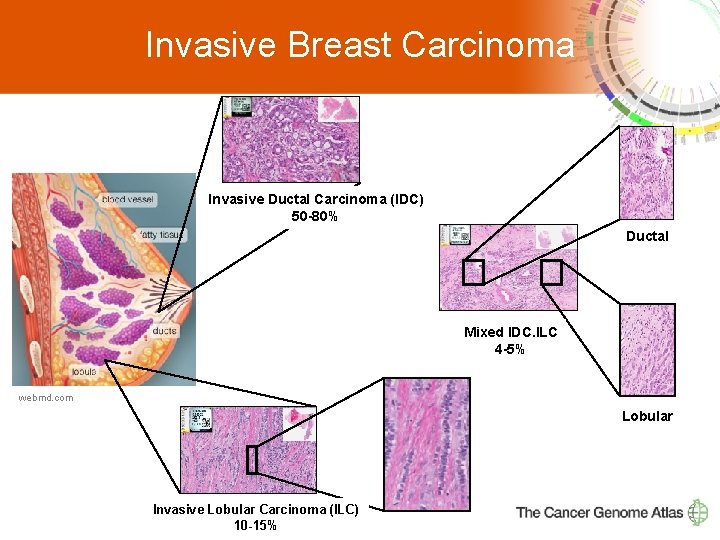 Invasive Breast Carcinoma
Invasive Ductal Carcinoma (IDC)
50-80%
blood vessel
fatty tissue
ducts
lobuls
webmd.com
Ductal
Mixed IDC.ILC
4-5%
Lobular
Invasive Lobular Carcinoma (ILC)
10-15%
The Cancer Genome Atlas